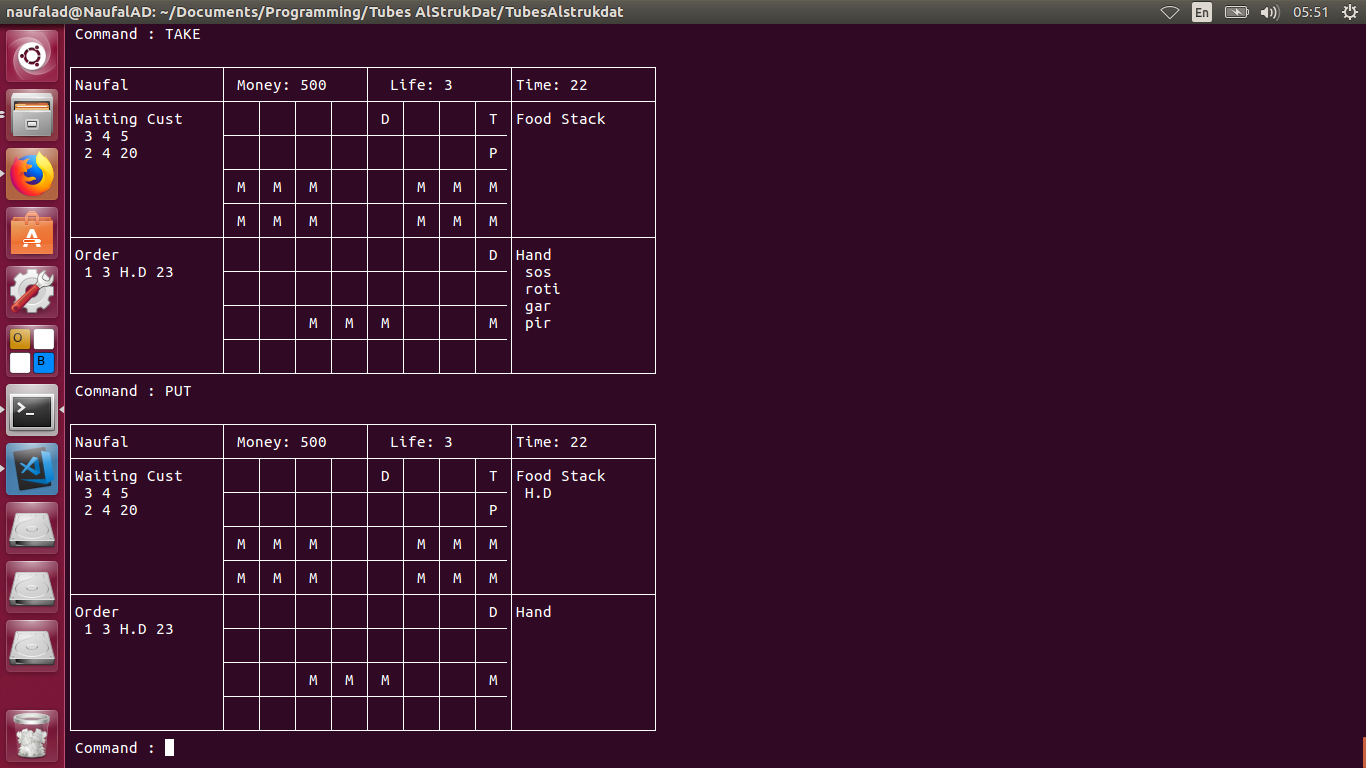 naufalad@NaufalAD: ~/Documents/Programming/Tubes AlStrukDat/TubesAlstrukdat En 05:51
Command : TAKE
Naufal Money: 500 Life: 3 Time: 22
Waiting Cust D T Food Stack
3 4 5
2 4 20 P
M M M M M M
M M M M M M
Order D Hand
1 3 H.D 23 sos
roti
gar
M M M M pir
Command : PUT
Naufal Money: 500 Life: 3 Time: 22
Waiting Cust D T Food Stack
3 4 5 H.D
2 4 20 P
M M M M M M
M M M M M M
Order D Hand
1 3 H.D 23
M M M M
Command :
A
O
B
>_